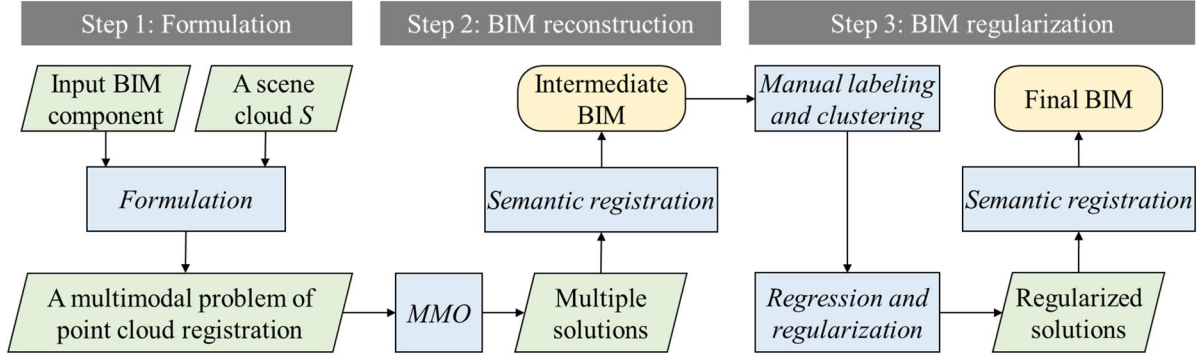 Step 1: Formulation
Input BIM
component
A scene
cloud S
Formulation
A multimodal problem of
point cloud registration
Step 2: BIM reconstruction
MMO
Multiple
solutions
Semantic registration
Intermediate
BIM
Step 3: BIM regularization
Manual labeling
and clustering
Regression and
regularization
Regularized
solutions
Semantic registration
Final BIM